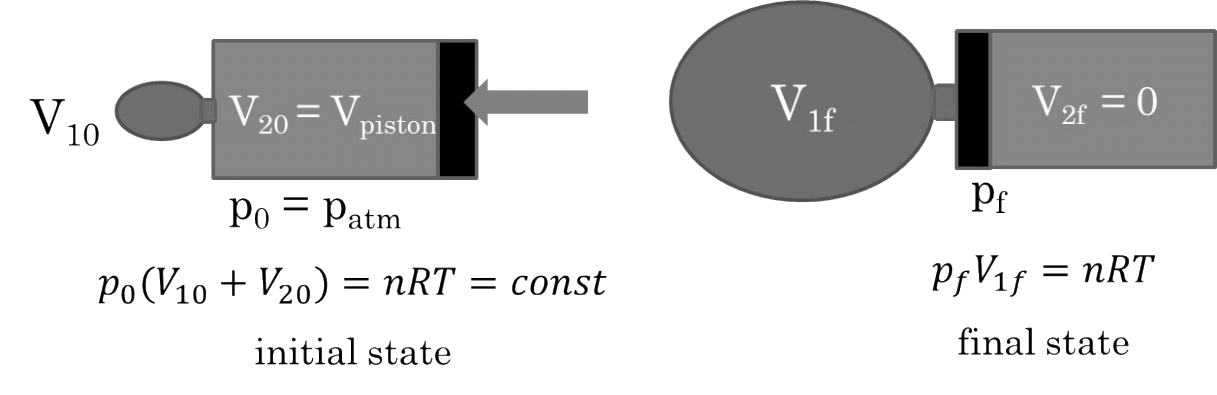 V₁₀
V₂₀ = V_piston
p₀ = p_atm
p₀(V₁₀ + V₂₀) = nRT = const
initial state
V_1f
V_2f = 0
p_f
p_f V_1f = nRT
final state